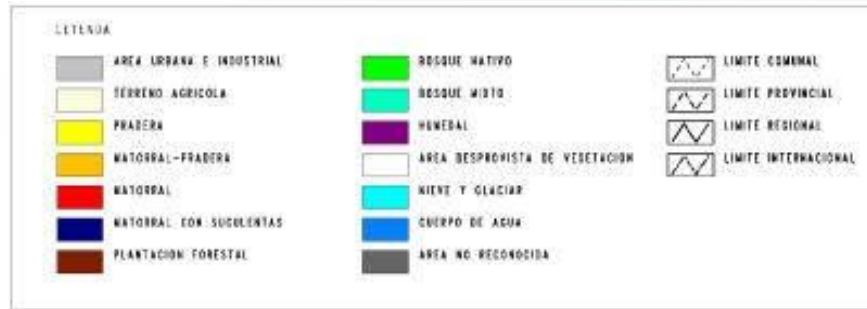 LEYENDA
AREA URBANA E INDUSTRIAL
TERRENO AGRICOLA
PRADERA
MATORRAL-PRADERA
MATORRAL
MATORRAL CON SUCULENTAS
PLANTACION FORESTAL
BOSQUE NATIVO
BOSQUE MIXTO
HUMEDAL
AREA DESPROVISTA DE VEGETACION
NIEVE Y GLACIAR
CUERPO DE AGUA
AREA NO RECONOCIDA
LIMITE COMUNAL
LIMITE PROVINCIAL
LIMITE REGIONAL
LIMITE INTERNACIONAL